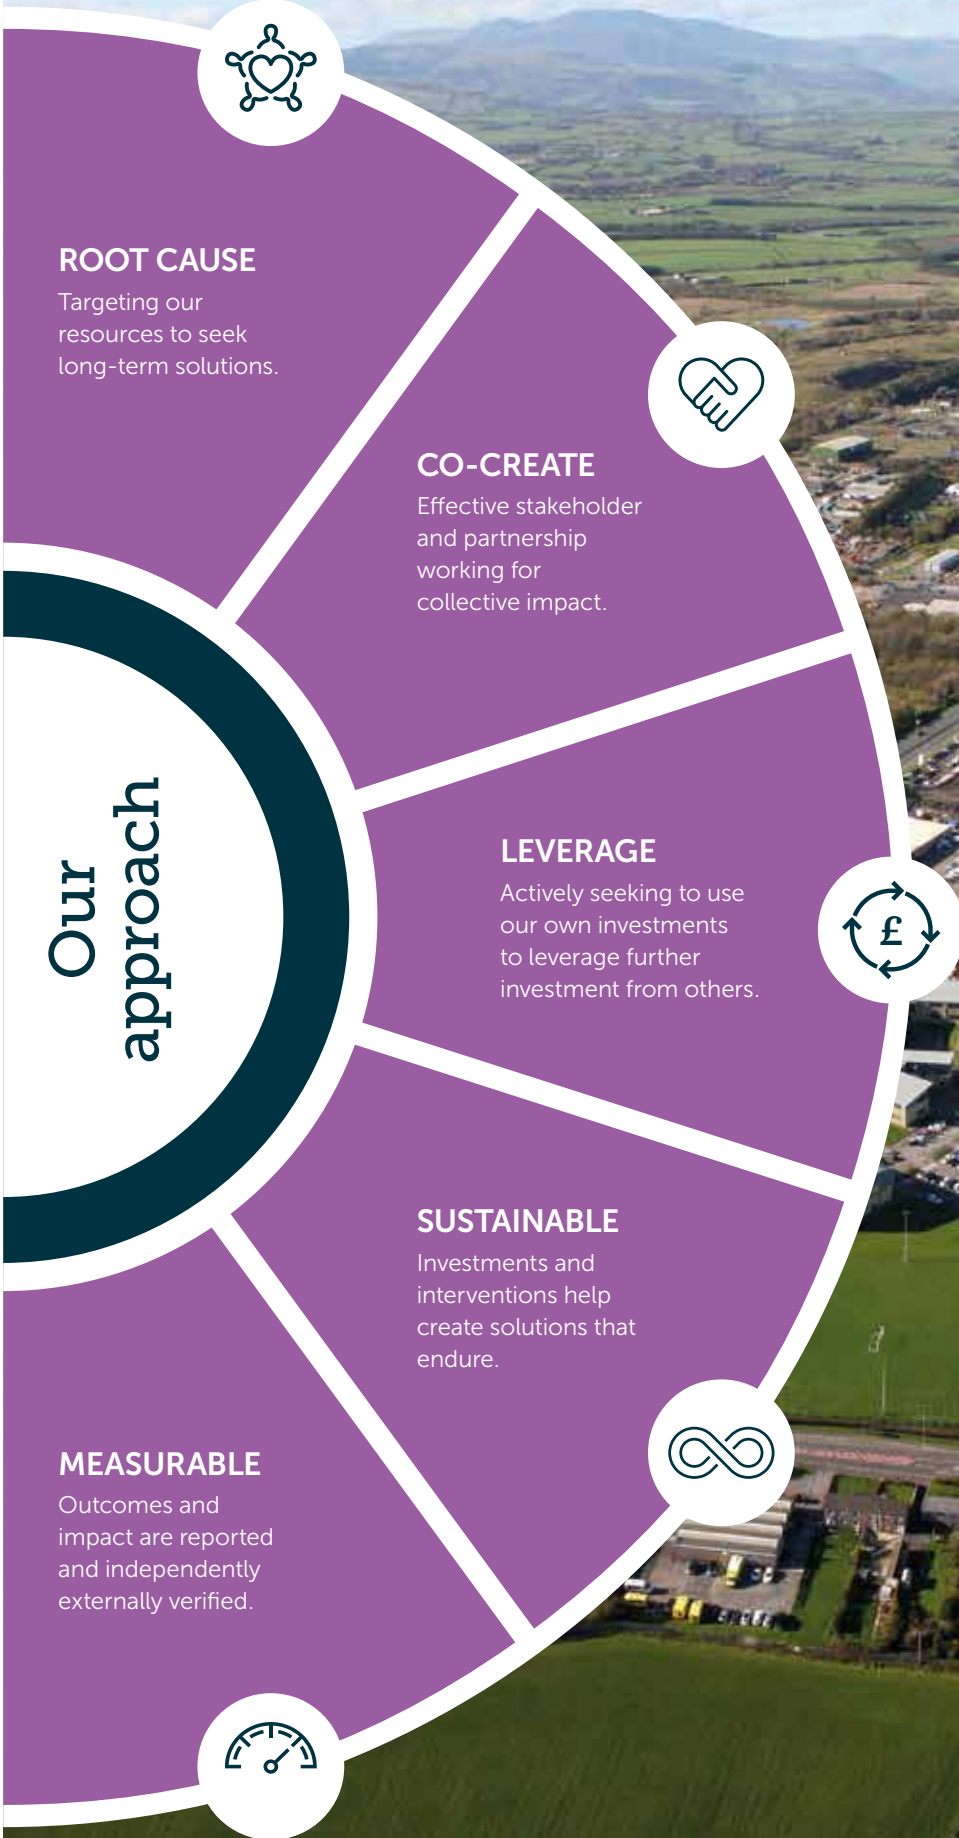 ROOT CAUSE
Targeting our
resources to seek
long-term solutions.
CO-CREATE
Effective stakeholder
and partnership
working for
collective impact.
Our
approach
LEVERAGE
Actively seeking to use
our own investments
to leverage further
investment from others.
£
SUSTAINABLE
Investments and
interventions help
create solutions that
endure.
MEASURABLE
Outcomes and
impact are reported
and independently
externally verified.